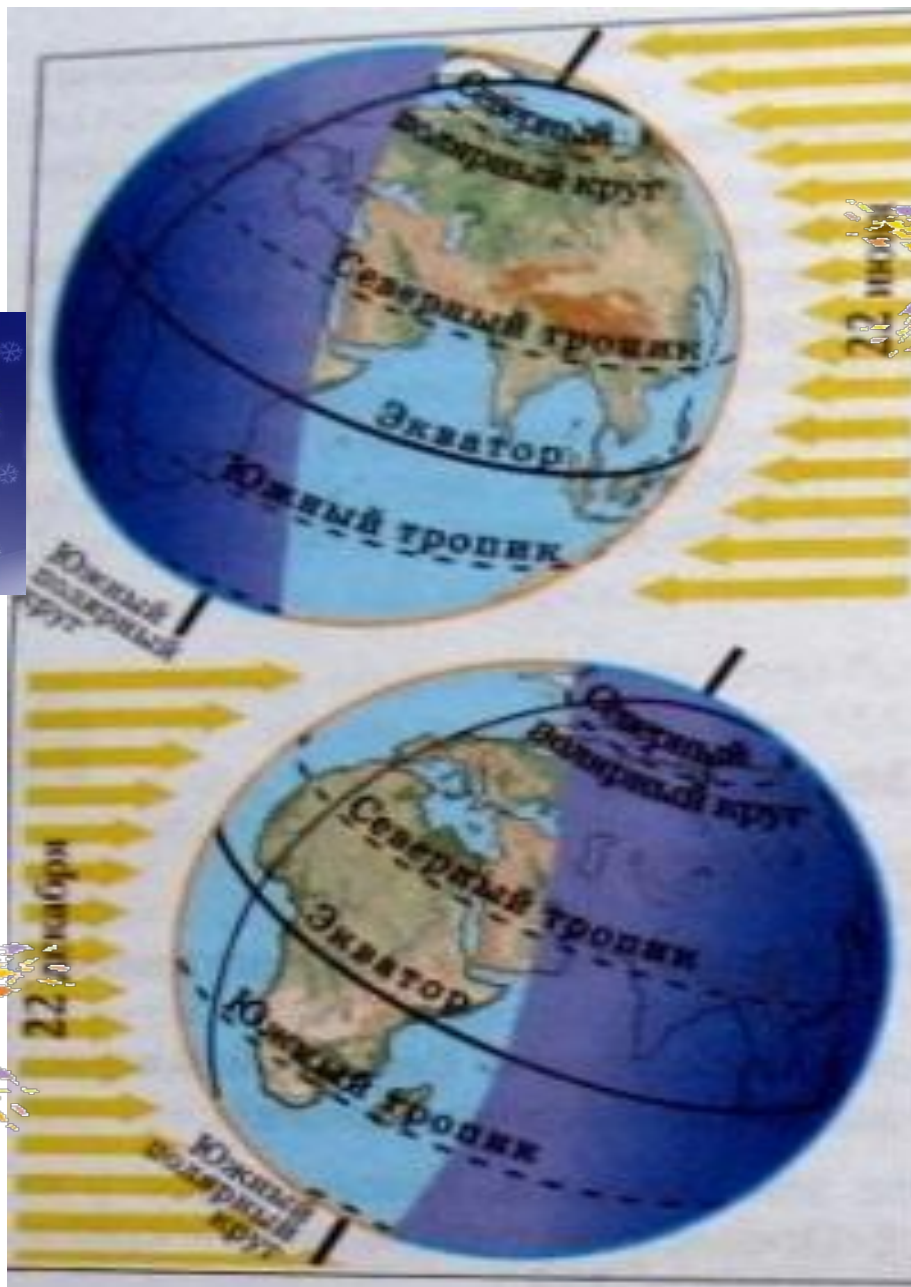 Северный
полярный круг
Северный тропик
Экватор
Южный тропик
Южный
полярный
круг
22
22 декабря
Северный
полярный круг
Северный тропик
Экватор
Южный тропик
Южный
полярный
круг